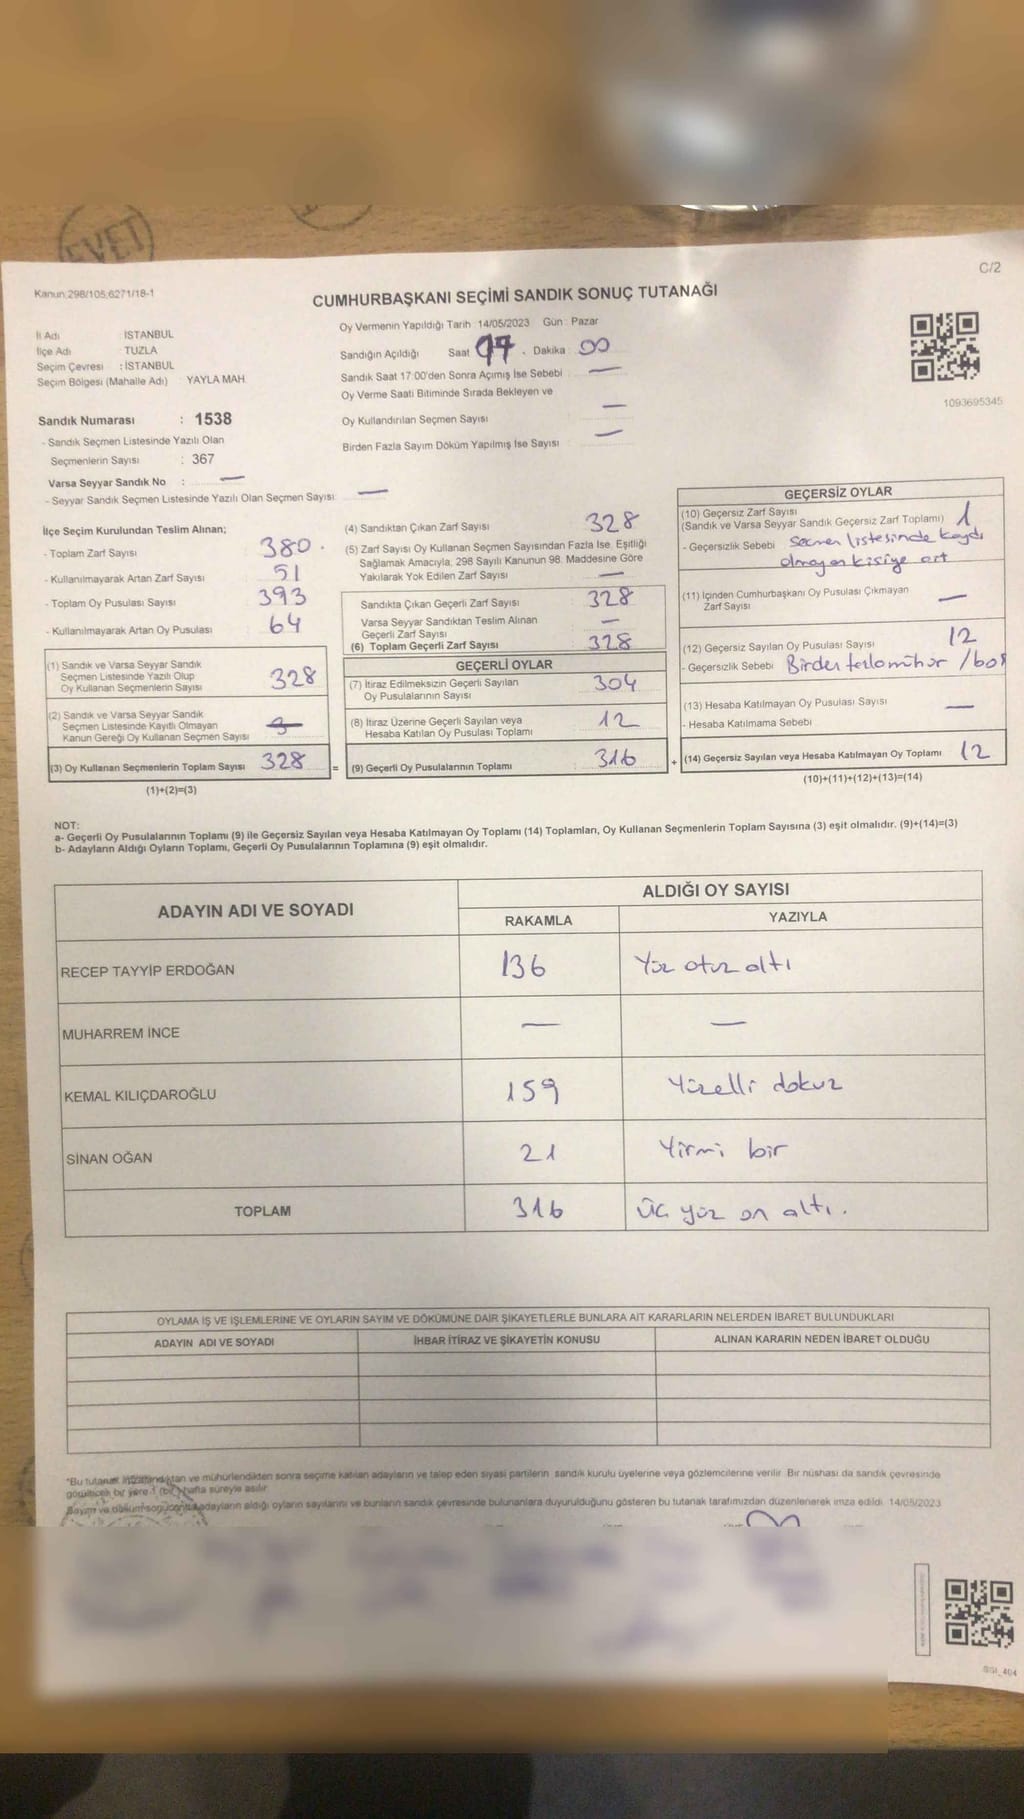 EVET
C/2
Kanun:298/105,6271/18-1
CUMHURBAŞKANI SEÇİMİ SANDIK SONUÇ TUTANAĞI
İl Adı : İSTANBUL
İlçe Adı : TUZLA
Seçim Çevresi : İSTANBUL
Seçim Bölgesi (Mahalle Adı) YAYLA MAH.
Oy Vermenin Yapıldığı Tarih : 14/05/2023 Gün : Pazar
Sandığın Açıldığı Saat 17 . Dakika 00
Sandık Saat 17:00'den Sonra Açımış İse Sebebi —
Oy Verme Saati Bitiminde Sırada Bekleyen ve
Oy Kullandırılan Seçmen Sayısı —
Birden Fazla Sayım Döküm Yapılmış İse Sayısı —
1093695345
Sandık Numarası : 1538
- Sandık Seçmen Listesinde Yazılı Olan
Seçmenlerin Sayısı : 367
Varsa Seyyar Sandık No : —
- Seyyar Sandık Seçmen Listesinde Yazılı Olan Seçmen Sayısı: —
İlçe Seçim Kurulundan Teslim Alınan;
- Toplam Zarf Sayısı 380.
- Kullanılmayarak Artan Zarf Sayısı 51
- Toplam Oy Pusulası Sayısı 393
- Kullanılmayarak Artan Oy Pusulası 64
(1) Sandık ve Varsa Seyyar Sandık
Seçmen Listesinde Yazılı Olup
Oy Kullanan Seçmenlerin Sayısı 328
(2) Sandık ve Varsa Seyyar Sandık
Seçmen Listesinde Kayıtlı Olmayan
Kanun Gereği Oy Kullanan Seçmen Sayısı
(3) Oy Kullanan Seçmenlerin Toplam Sayısı 328 =
(1)+(2)=(3)
(4) Sandıktan Çıkan Zarf Sayısı 328
(5) Zarf Sayısı Oy Kullanan Seçmen Sayısından Fazla İse, Eşitliği
Sağlamak Amacıyla, 298 Sayılı Kanunun 98. Maddesine Göre
Yakılarak Yok Edilen Zarf Sayısı —
Sandıkta Çıkan Geçerli Zarf Sayısı 328
Varsa Seyyar Sandıktan Teslim Alınan
Geçerli Zarf Sayısı —
(6) Toplam Geçerli Zarf Sayısı 328
GEÇERLİ OYLAR
(7) İtiraz Edilmeksizin Geçerli Sayılan
Oy Pusulalarının Sayısı 304
(8) İtiraz Üzerine Geçerli Sayılan veya
Hesaba Katılan Oy Pusulası Toplamı 12
(9) Geçerli Oy Pusulalarının Toplamı : 316 +
GEÇERSİZ OYLAR
(10) Geçersiz Zarf Sayısı
(Sandık ve Varsa Seyyar Sandık Geçersiz Zarf Toplamı) 1
- Geçersizlik Sebebi Seçmen listesinde kaydı
olmayan kişiye ait
(11) İçinden Cumhurbaşkanı Oy Pusulası Çıkmayan
Zarf Sayısı —
(12) Geçersiz Sayılan Oy Pusulası Sayısı 12
- Geçersizlik Sebebi Birden fazla mühür / boş
(13) Hesaba Katılmayan Oy Pusulası Sayısı —
- Hesaba Katılmama Sebebi
(14) Geçersiz Sayılan veya Hesaba Katılmayan Oy Toplamı 12
(10)+(11)+(12)+(13)=(14)
NOT:
a- Geçerli Oy Pusulalarının Toplamı (9) ile Geçersiz Sayılan veya Hesaba Katılmayan Oy Toplamı (14) Toplamları, Oy Kullanan Seçmenlerin Toplam Sayısına (3) eşit olmalıdır. (9)+(14)=(3)
b- Adayların Aldığı Oyların Toplamı, Geçerli Oy Pusulalarının Toplamına (9) eşit olmalıdır.
ADAYIN ADI VE SOYADI
ALDIĞI OY SAYISI
RAKAMLA YAZIYLA
RECEP TAYYİP ERDOĞAN 136 Yüz otuz altı
MUHARREM İNCE — —
KEMAL KILIÇDAROĞLU 159 Yüzelli dokuz
SİNAN OĞAN 21 Yirmi bir
TOPLAM 316 Üç yüz on altı.
OYLAMA İŞ VE İŞLEMLERİNE VE OYLARIN SAYIM VE DÖKÜMÜNE DAİR ŞİKAYETLERLE BUNLARA AİT KARARLARIN NELERDEN İBARET BULUNDUKLARI
ADAYIN ADI VE SOYADI İHBAR İTİRAZ VE ŞİKAYETİN KONUSU ALINAN KARARIN NEDEN İBARET OLDUĞU
*Bu tutanak imzalandıktan ve mühürlendikten sonra seçime katılan adayların ve talep eden siyasi partilerin sandık kurulu üyelerine veya gözlemcilerine verilir. Bir nüshası da sandık çevresinde
görülebilecek bir yere 1 (bir) hafta süreyle asılır.
Sayım ve döküm sonucunda adayların aldığı oyların sayılarını ve bunların sandık çevresinde bulunanlara duyurulduğunu gösteren bu tutanak tarafımızdan düzenlenerek imza edildi. 14/05/2023